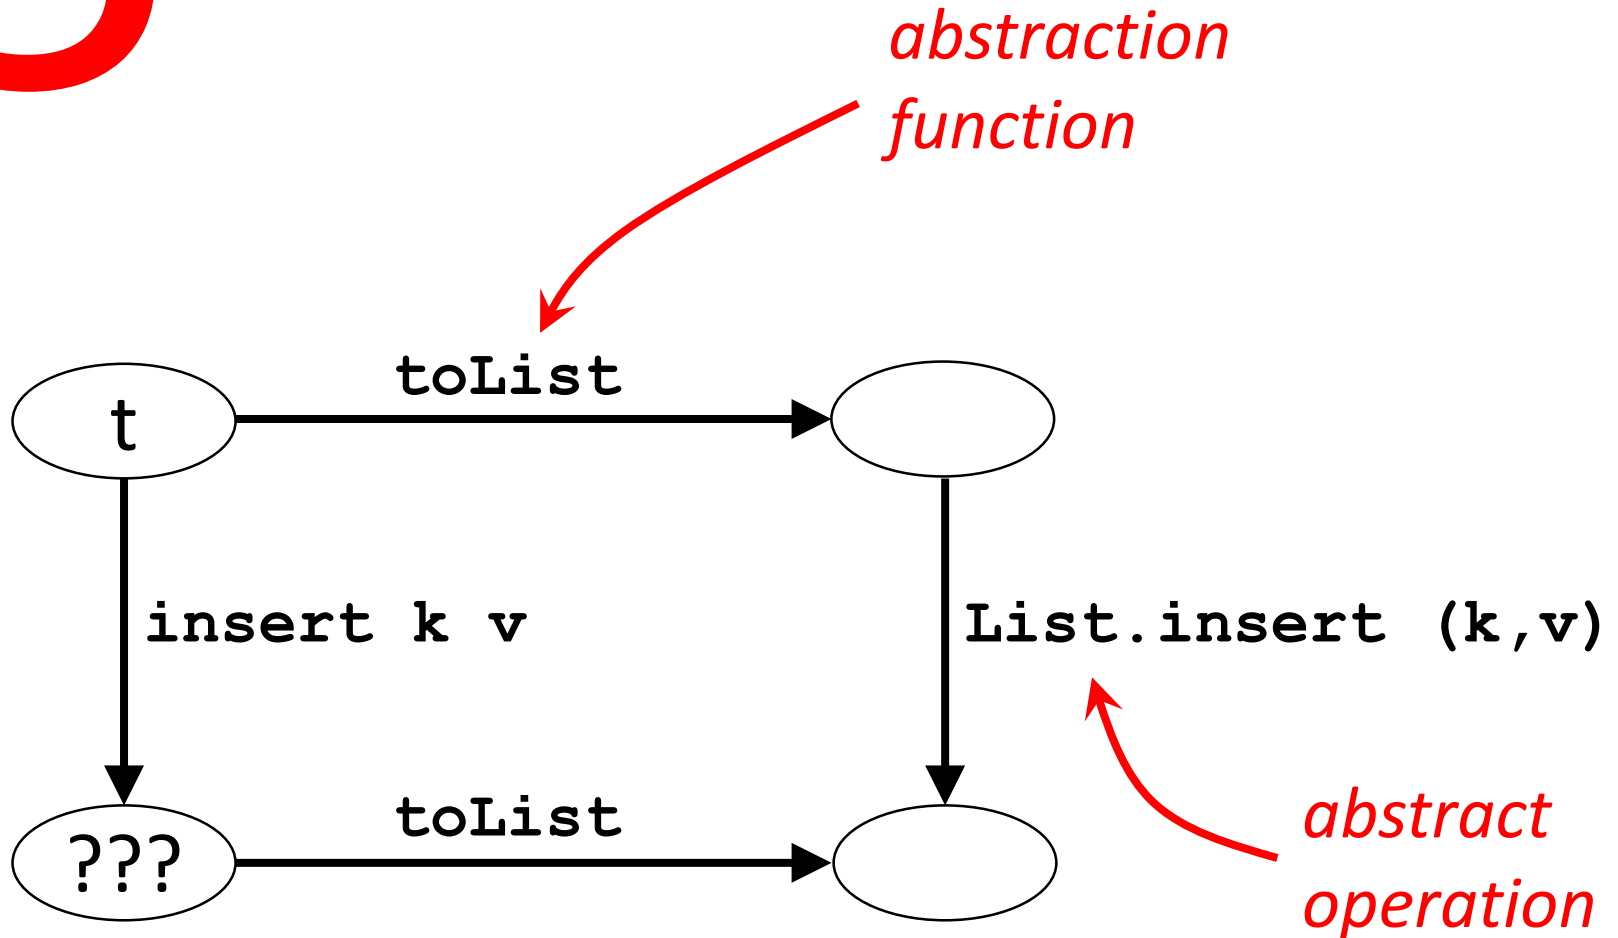 abstraction
function
toList
t
insert k v
List.insert (k,v)
toList
???
abstract
operation